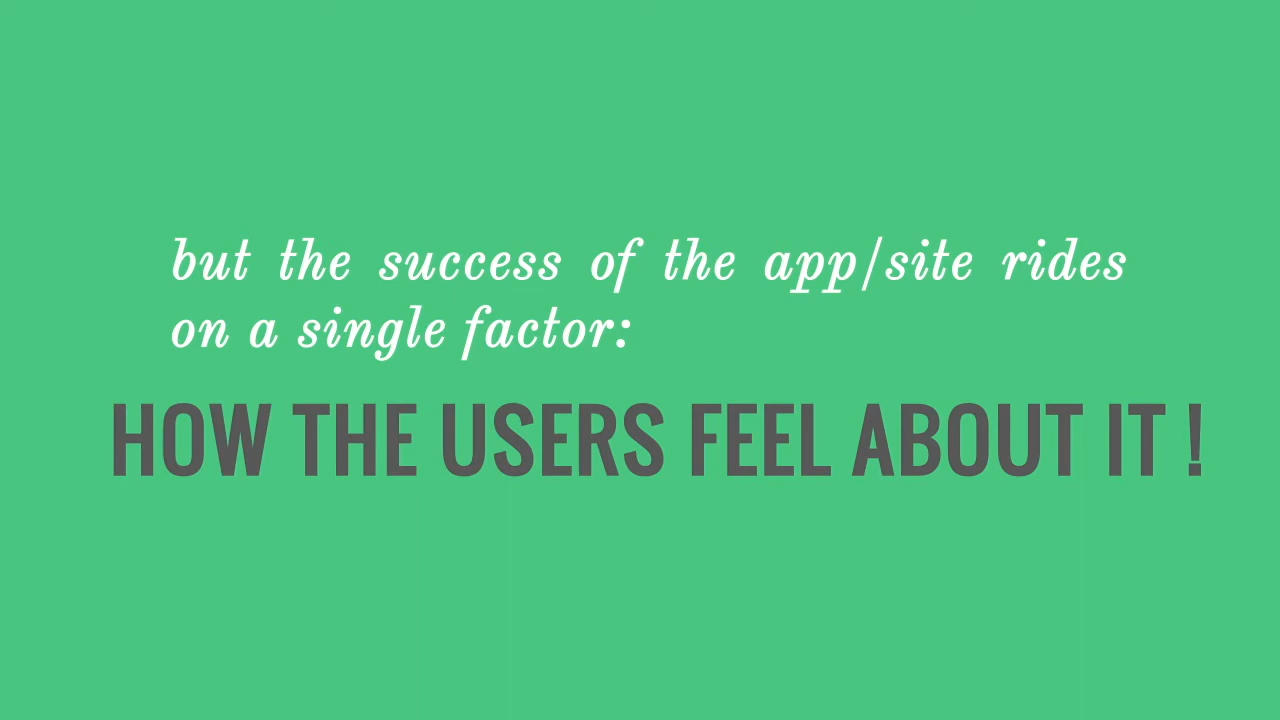 but the success of the app/site rides
on a single factor:
HOW THE USERS FEEL ABOUT IT !